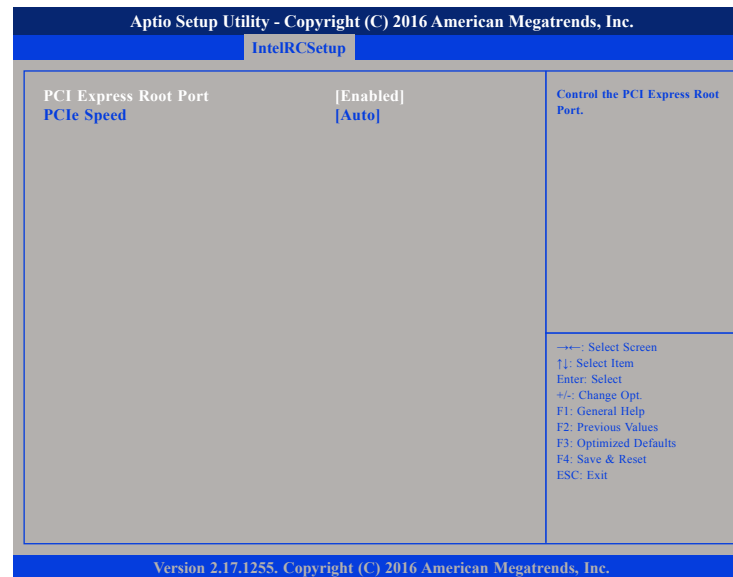 Aptio Setup Utility - Copyright (C) 2016 American Megatrends, Inc.
IntelRCSetup
PCI Express Root Port [Enabled]
PCIe Speed [Auto]
Control the PCI Express Root
Port.
→←: Select Screen
↑↓: Select Item
Enter: Select
+/-: Change Opt.
F1: General Help
F2: Previous Values
F3: Optimized Defaults
F4: Save & Reset
ESC: Exit
Version 2.17.1255. Copyright (C) 2016 American Megatrends, Inc.